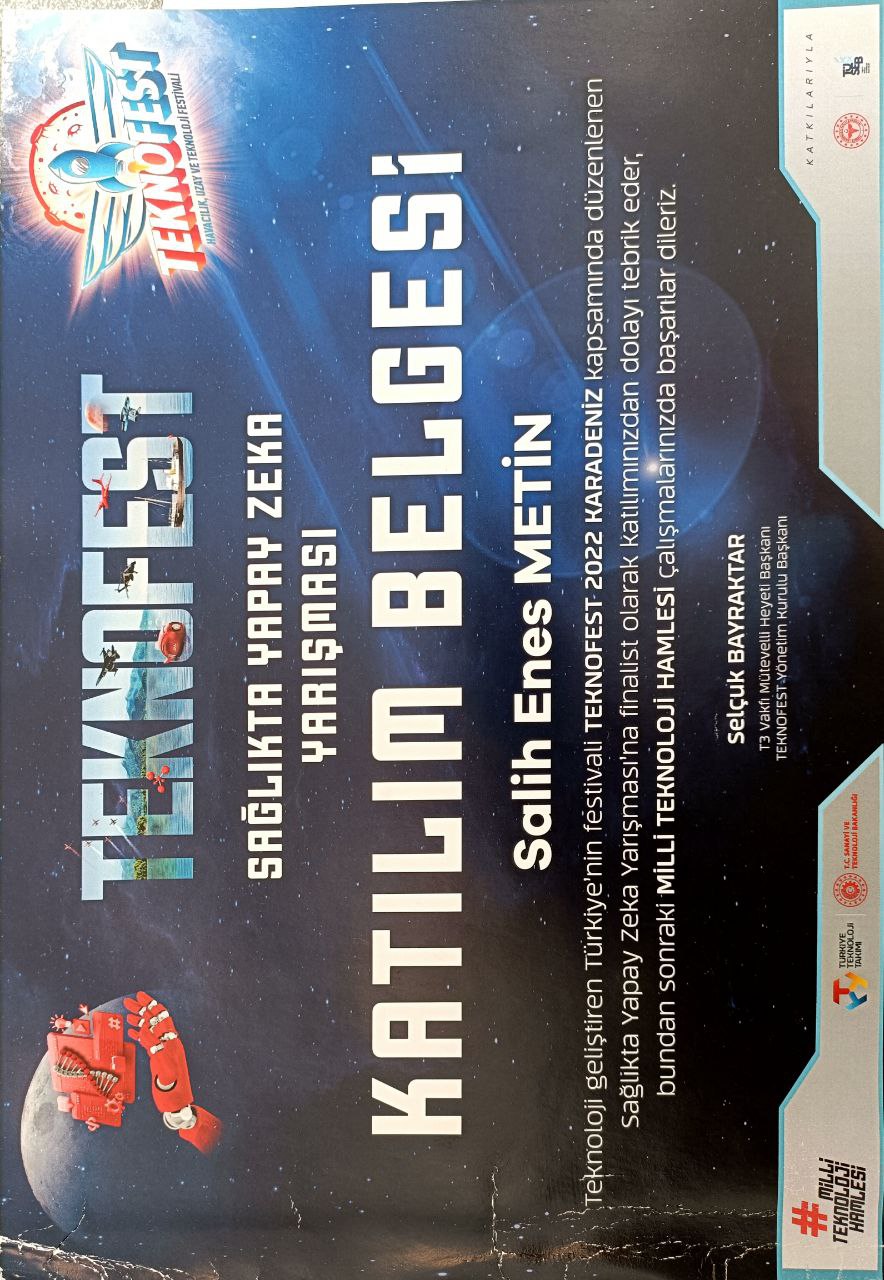 TEKNOFEST
TEKNOFEST
HAVACILIK, UZAY VE TEKNOLOJİ FESTİVALİ
SAĞLIKTA YAPAY ZEKA
YARIŞMASI
KATILIM BELGESİ
Salih Enes METİN
Teknoloji geliştiren Türkiye'nin festivali TEKNOFEST 2022 KARADENİZ kapsamında düzenlenen
Sağlıkta Yapay Zeka Yarışması'na finalist olarak katılımınızdan dolayı tebrik eder,
bundan sonraki MİLLİ TEKNOLOJİ HAMLESİ çalışmalarınızda başarılar dileriz.
Selçuk BAYRAKTAR
T3 Vakfı Mütevelli Heyeti Başkanı
TEKNOFEST Yönetim Kurulu Başkanı
#MİLLİ
TEKNOLOJİ
HAMLESİ
TÜRKİYE
TEKNOLOJİ
TAKIMI
T.C. SANAYİ VE
TEKNOLOJİ BAKANLIĞI
KATKILARIYLA
TÜSEB